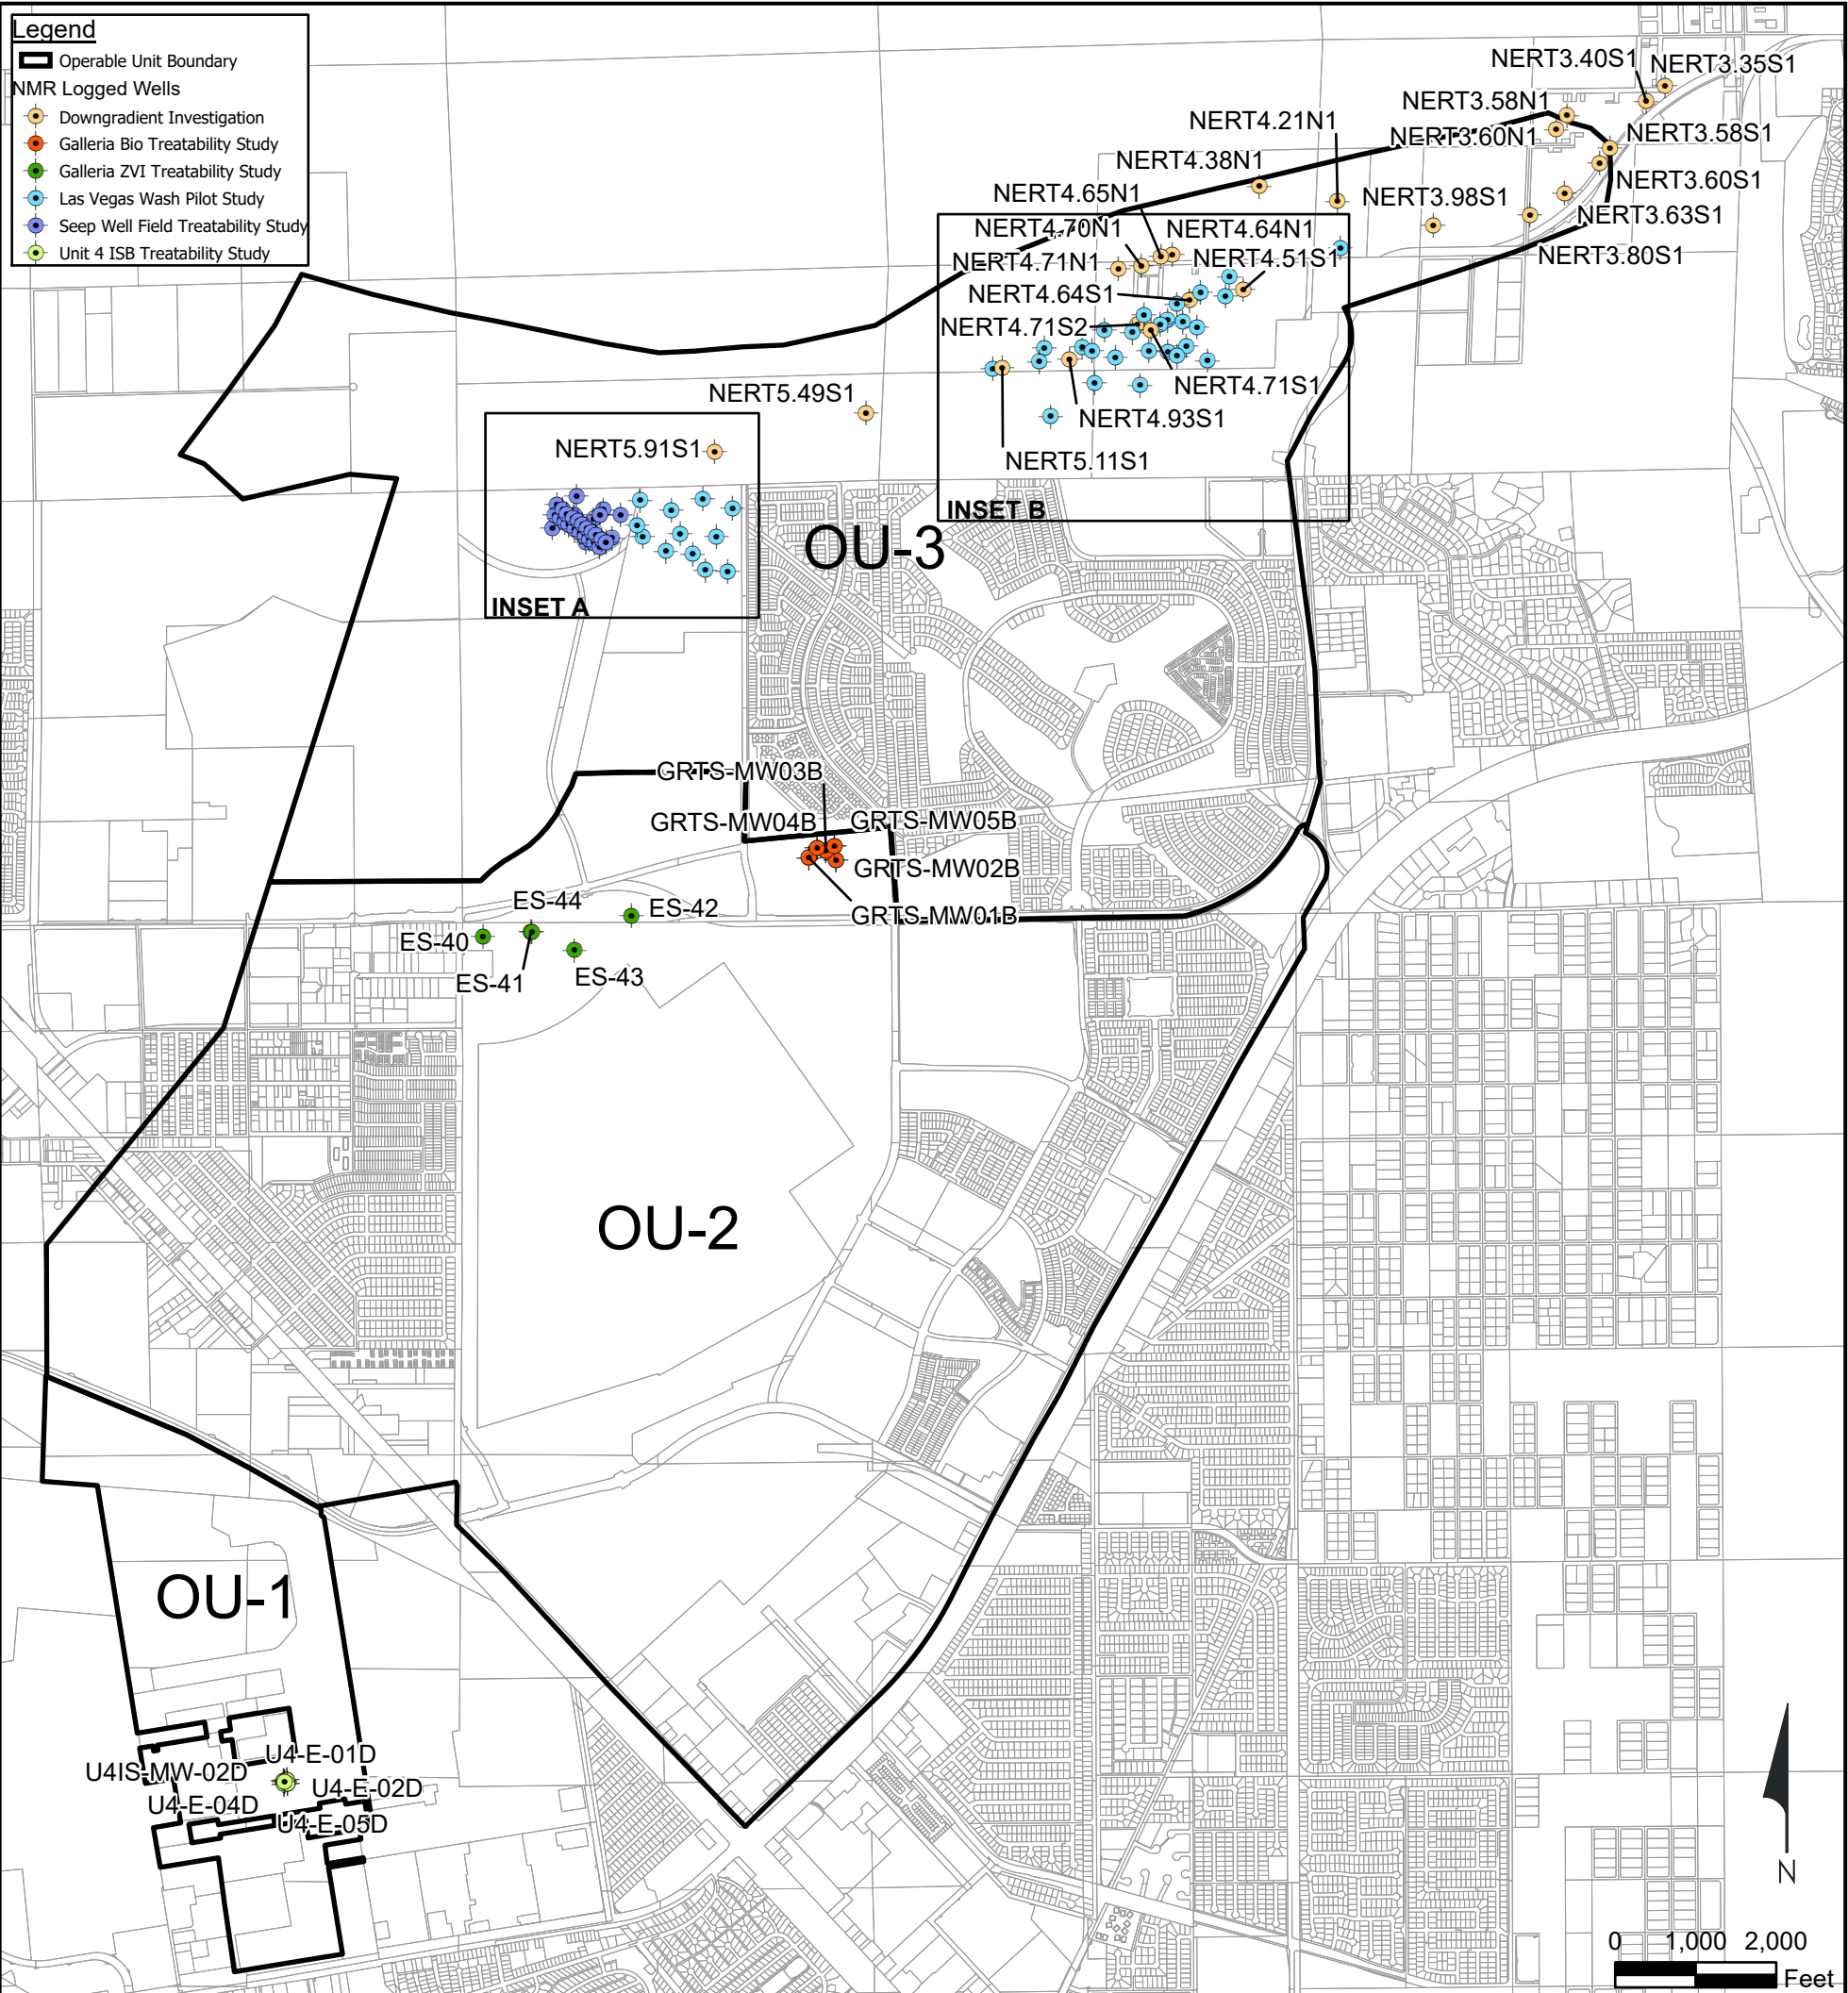 Legend
Operable Unit Boundary
NMR Logged Wells
Downgradient Investigation
Galleria Bio Treatability Study
Galleria ZVI Treatability Study
Las Vegas Wash Pilot Study
Seep Well Field Treatability Study
Unit 4 ISB Treatability Study
NERT3.40S1
NERT3.35S1
NERT3.58N1
NERT4.21N1
NERT3.60N1
NERT3.58S1
NERT4.38N1
NERT3.60S1
NERT4.65N1
NERT3.98S1
NERT3.63S1
NERT4.70N1
NERT4.64N1
NERT3.80S1
NERT4.71N1
NERT4.51S1
NERT4.64S1
NERT4.71S2
NERT5.49S1
NERT4.71S1
NERT4.93S1
NERT5.91S1
NERT5.11S1
INSET B
OU-3
INSET A
GRTS-MW03B
GRTS-MW04B
GRTS-MW05B
GRTS-MW02B
GRTS-MW01B
ES-44
ES-42
ES-40
ES-41
ES-43
OU-2
OU-1
U4-E-01D
U4IS-MW-02D
U4-E-02D
U4-E-04D
U4-E-05D
N
0 1,000 2,000
Feet